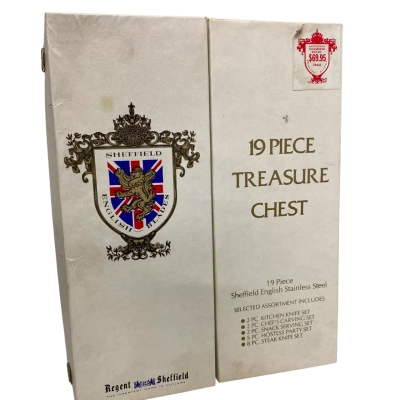 SHEFFIELD
ENGLISH BLADES
Regent Sheffield
$69.95
19 PIECE
TREASURE
CHEST
19 Piece
Sheffield English Stainless Steel
SELECTED ASSORTMENT INCLUDES
● 2 PC. KITCHEN KNIFE SET
● 2 PC. CHEF'S CARVING SET
● 2 PC. SNACK SERVING SET
● 5 PC. HOSTESS PARTY SET
● 8 PC. STEAK KNIFE SET